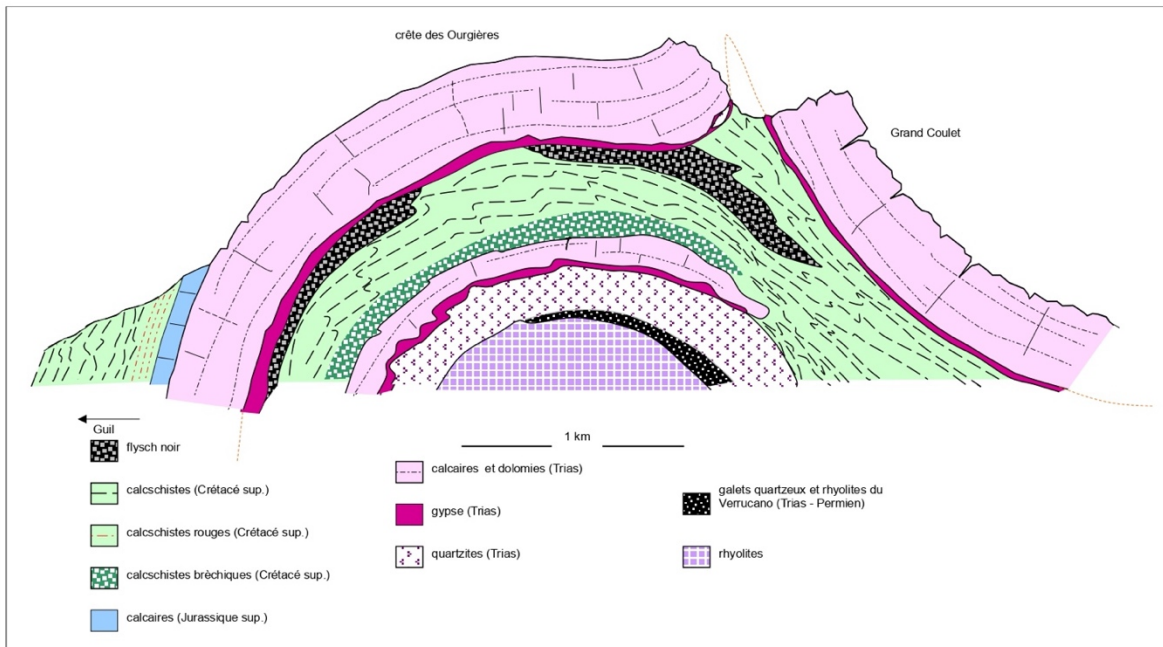 crête des Ourgières
Grand Coulet
Guil
1 km
flysch noir
calcschistes (Crétacé sup.)
calcschistes rouges (Crétacé sup.)
calcschistes brèchiques (Crétacé sup.)
calcaires (Jurassique sup.)
calcaires et dolomies (Trias)
gypse (Trias)
quartzites (Trias)
galets quartzeux et rhyolites du
Verrucano (Trias - Permien)
rhyolites